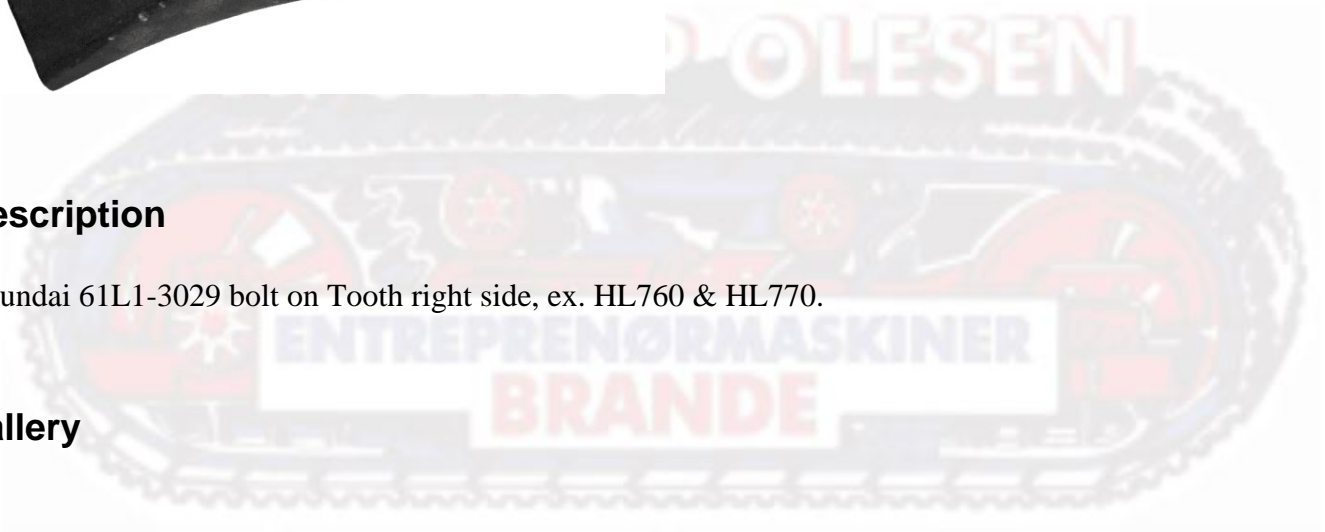 OLESEN
escription
undai 61L1-3029 bolt on Tooth right side, ex. HL760 & HL770.
ENTREPRENØRMASKINER
BRANDE
allery